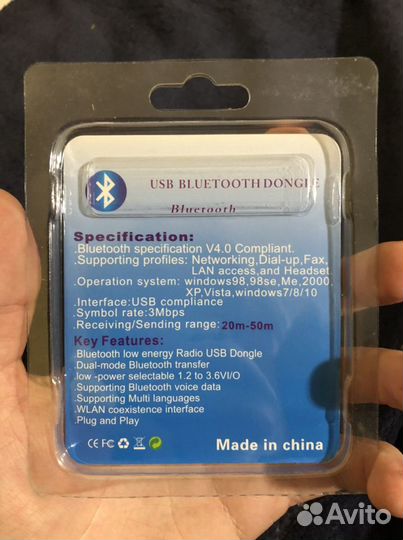 USB BLUETOOTH DONGLE
Bluetooth
Specification:
.Bluetooth specification V4.0 Compliant.
.Supporting profiles: Networking,Dial-up,Fax,
LAN access,and Headset.
.Operation system: windows98,98se,Me,2000,
XP,Vista,windows7/8/10
.Interface:USB compliance
.Symbol rate:3Mbps
.Receiving/Sending range: 20m-50m
Key Features:
.Bluetooth low energy Radio USB Dongle
.Dual-mode Bluetooth transfer
.low -power selectable 1.2 to 3.6VI/O
.Supporting Bluetooth voice data
.Supporting Multi languages
.WLAN coexistence interface
.Plug and Play
CE FC
Made in china
Avito